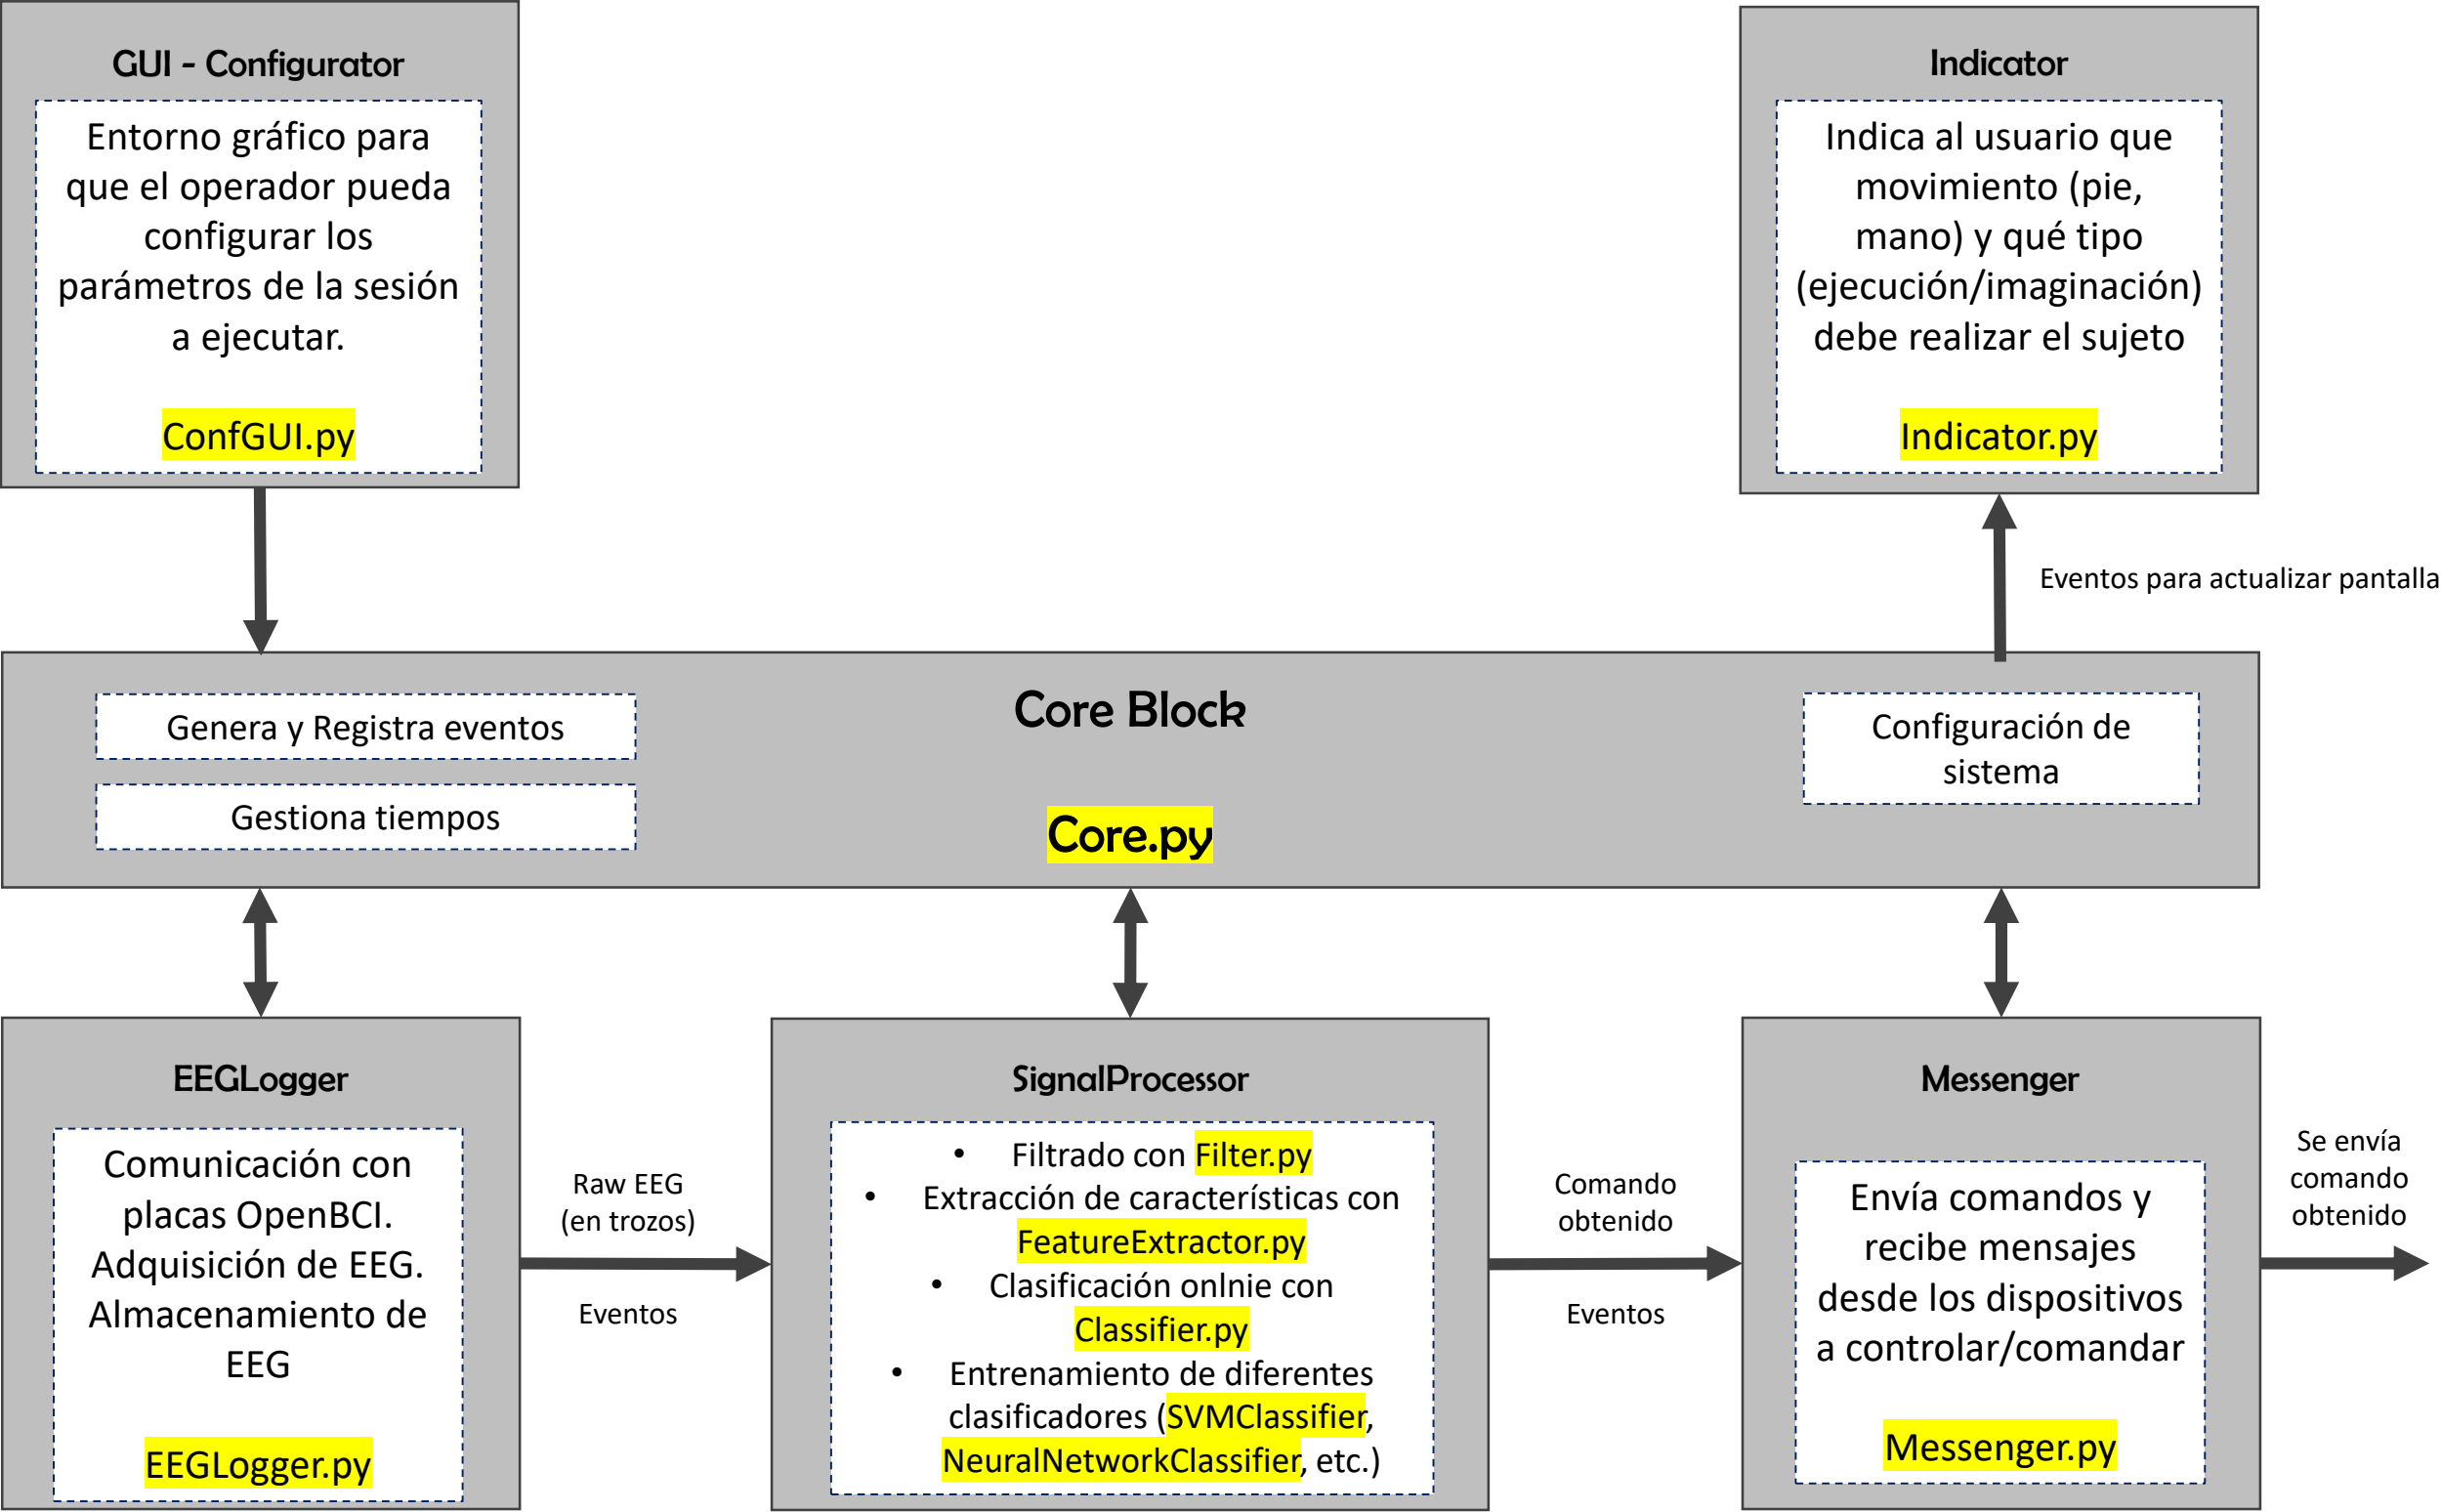 GUI - Configurator
Entorno gráfico para
que el operador pueda
configurar los
parámetros de la sesión
a ejecutar.
ConfGUI.py
Indicator
Indica al usuario que
movimiento (pie,
mano) y qué tipo
(ejecución/imaginación)
debe realizar el sujeto
Indicator.py
Eventos para actualizar pantalla
Genera y Registra eventos
Gestiona tiempos
Core Block
Core.py
Configuración de
sistema
EEGLogger
Comunicación con
placas OpenBCI.
Adquisición de EEG.
Almacenamiento de
EEG
EEGLogger.py
Raw EEG
(en trozos)
Eventos
SignalProcessor
• Filtrado con Filter.py
• Extracción de características con
FeatureExtractor.py
• Clasificación onlnie con
Classifier.py
• Entrenamiento de diferentes
clasificadores (SVMClassifier,
NeuralNetworkClassifier, etc.)
Comando
obtenido
Eventos
Messenger
Envía comandos y
recibe mensajes
desde los dispositivos
a controlar/comandar
Messenger.py
Se envía
comando
obtenido